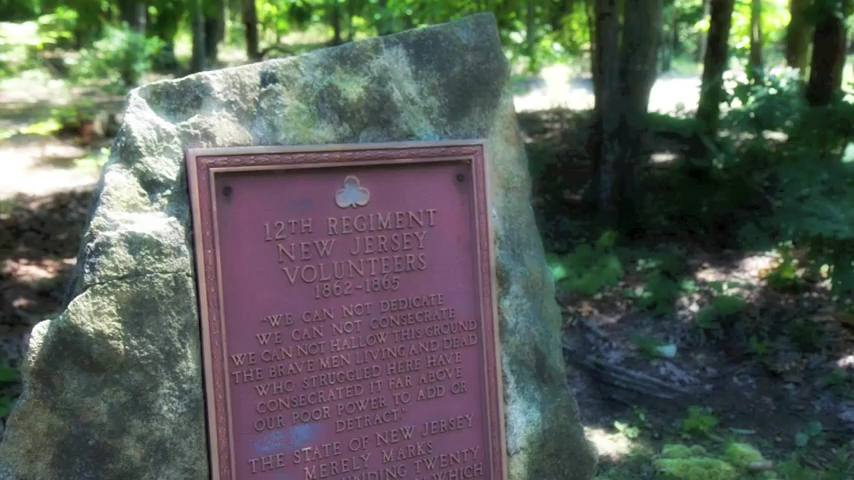 12TH REGIMENT
NEW JERSEY
VOLUNTEERS
1862-1865
"WE CAN NOT DEDICATE
WE CAN NOT CONSECRATE
WE CAN NOT HALLOW THIS GROUND
THE BRAVE MEN LIVING AND DEAD
WHO STRUGGLED HERE HAVE
CONSECRATED IT FAR ABOVE
OUR POOR POWER TO ADD OR
DETRACT"
THE STATE OF NEW JERSEY
MERELY MARKS
TWENTY
WHICH